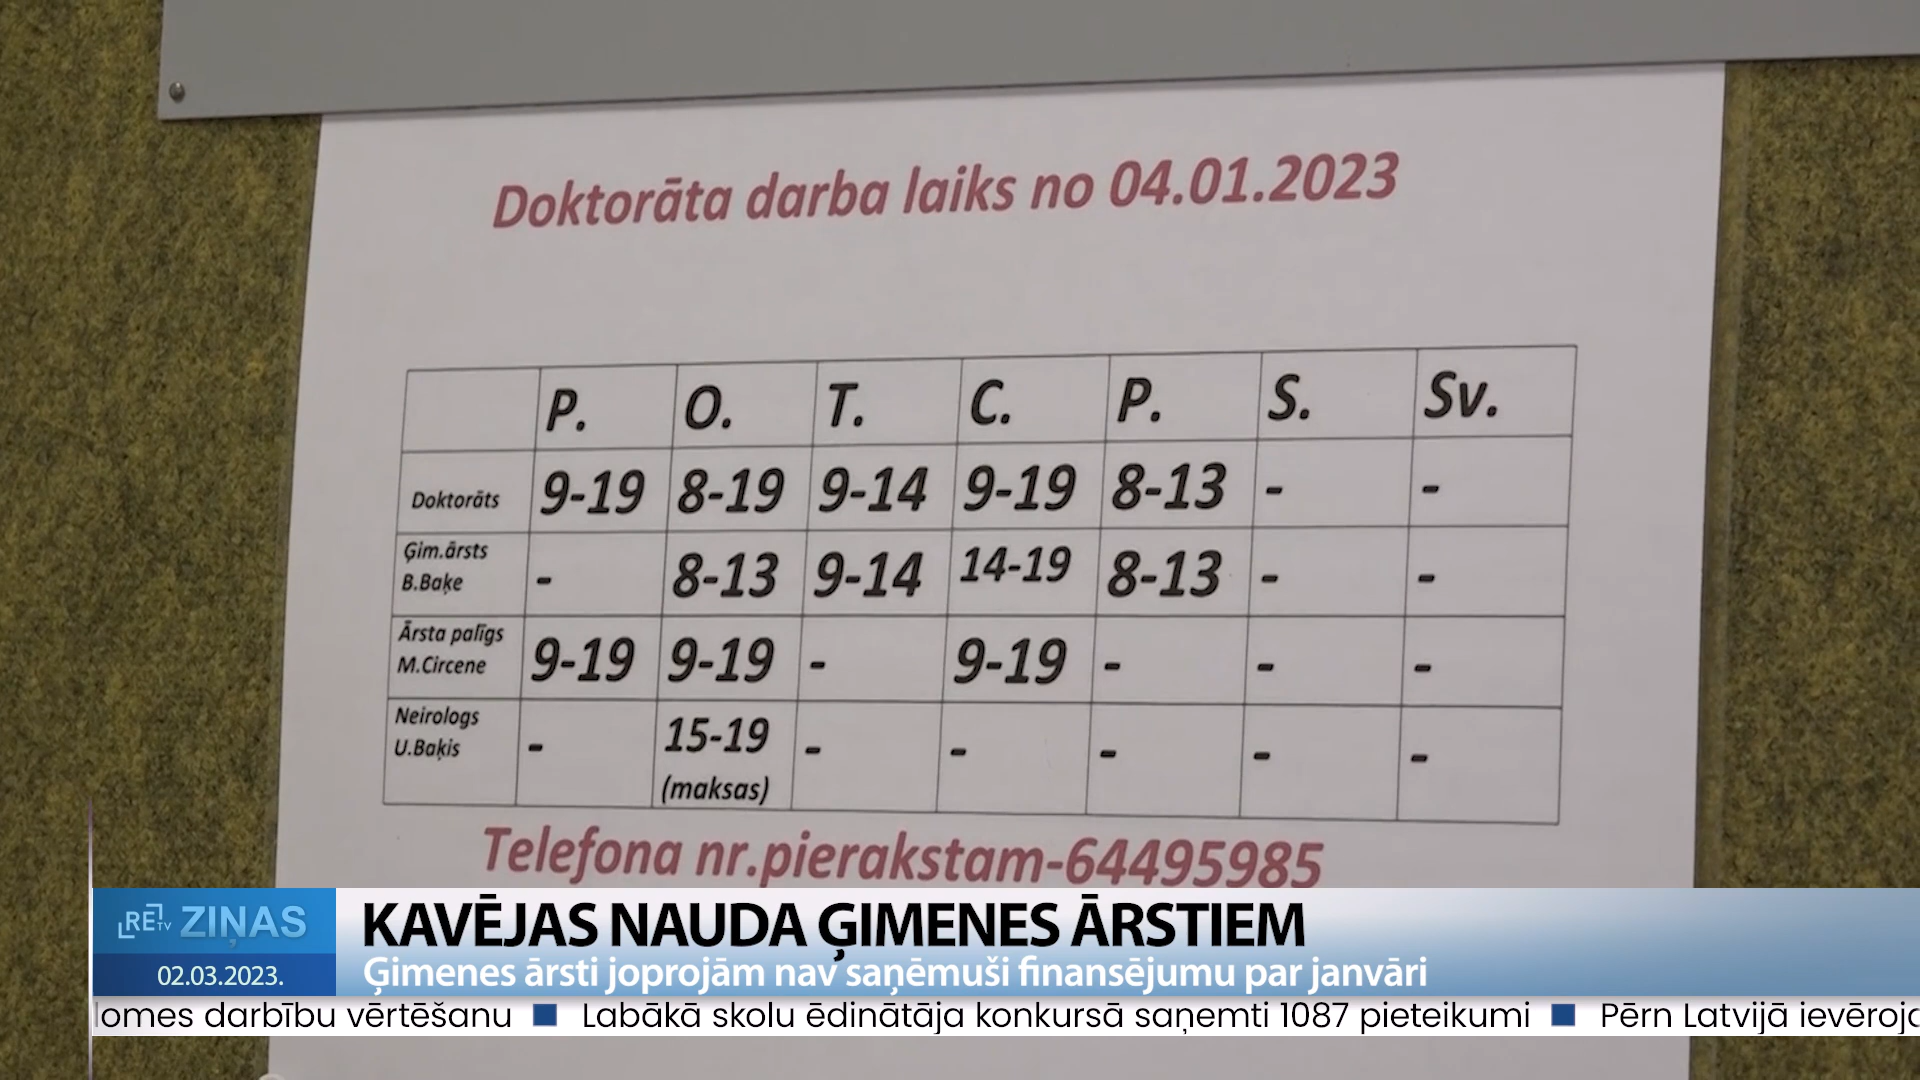 Doktorāta darba laiks no 04.01.2023
P. O. T. C. P. S. Sv.
Doktorāts 9-19 8-19 9-14 9-19 8-13 - -
Ģim.ārsts
B.Baķe - 8-13 9-14 14-19 8-13 - -
Ārsta palīgs
M.Circene 9-19 9-19 - 9-19 - - -
Neirologs
U.Baķis - 15-19 - - - - -
(maksas)
Telefona nr.pierakstam-64495985
RE TV ZIŅAS
02.03.2023.
KAVĒJAS NAUDA ĢIMENES ĀRSTIEM
Ģimenes ārsti joprojām nav saņēmuši finansējumu par janvāri
lomes darbību vērtēšanu ■ Labākā skolu ēdinātāja konkursā saņemti 1087 pieteikumi ■ Pērn Latvijā